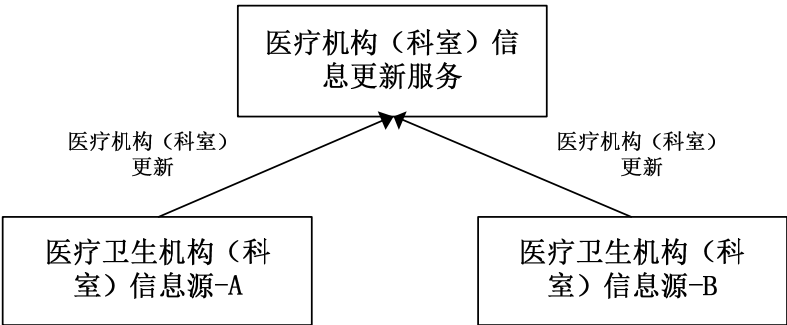 医疗机构（科室）信
息更新服务
医疗机构（科室）
更新
医疗机构（科室）
更新
医疗卫生机构（科
室）信息源-A
医疗卫生机构（科
室）信息源-B